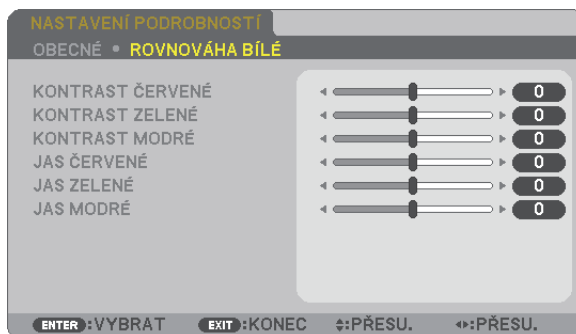 NASTAVENÍ PODROBNOSTÍ
OBECNÉ • ROVNOVÁHA BÍLÉ
KONTRAST ČERVENÉ 0
KONTRAST ZELENÉ 0
KONTRAST MODRÉ 0
JAS ČERVENÉ 0
JAS ZELENÉ 0
JAS MODRÉ 0
ENTER :VYBRAT EXIT :KONEC :PŘESU. :PŘESU.